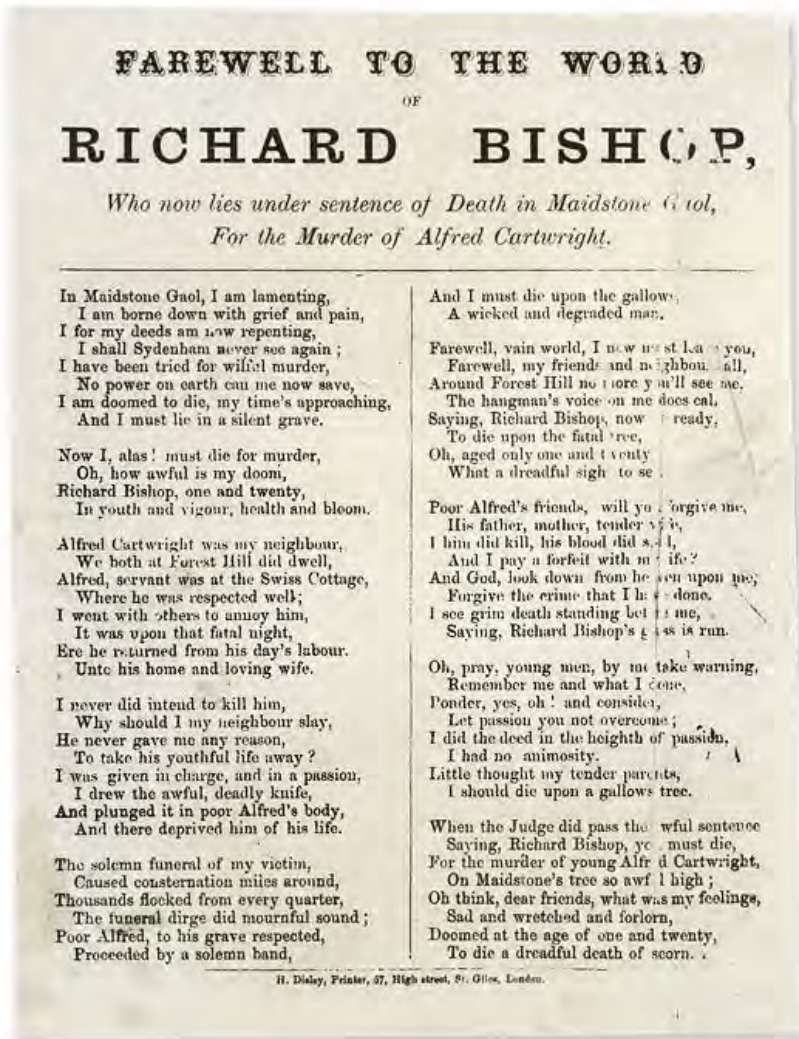 FAREWELL TO THE WORLD
OF
RICHARD BISHOP,
Who now lies under sentence of Death in Maidstone Gaol,
For the Murder of Alfred Cartwright.
In Maidstone Gaol, I am lamenting,
I am borne down with grief and pain,
I for my deeds am now repenting,
I shall Sydenham never see again ;
I have been tried for wilful murder,
No power on earth can me now save,
I am doomed to die, my time's approaching,
And I must lie in a silent grave.
Now I, alas ! must die for murder,
Oh, how awful is my doom,
Richard Bishop, one and twenty,
In youth and vigour, health and bloom.
Alfred Cartwright was my neighbour,
We both at Forest Hill did dwell,
Alfred, servant was at the Swiss Cottage,
Where he was respected well;
I went with others to annoy him,
It was upon that fatal night,
Ere he returned from his day's labour.
Unto his home and loving wife.
I never did intend to kill him,
Why should I my neighbour slay,
He never gave me any reason,
To take his youthful life away ?
I was given in charge, and in a passion,
I drew the awful, deadly knife,
And plunged it in poor Alfred's body,
And there deprived him of his life.
The solemn funeral of my victim,
Caused consternation miles around,
Thousands flocked from every quarter,
The funeral dirge did mournful sound ;
Poor Alfred, to his grave respected,
Proceeded by a solemn band,
And I must die upon the gallows,
A wicked and degraded man.
Farewell, vain world, I now must leave you,
Farewell, my friends and neighbours all,
Around Forest Hill no more you'll see me,
The hangman's voice on me does call,
Saying, Richard Bishop, now ready,
To die upon the fatal tree,
Oh, aged only one and twenty
What a dreadful sight to see.
Poor Alfred's friends, will you forgive me,
His father, mother, tender wife,
I him did kill, his blood did spill,
And I pay a forfeit with my life?
And God, look down from heaven upon me,
Forgive the crime that I have done.
I see grim death standing before me,
Saying, Richard Bishop's glass is run.
Oh, pray, young men, by me take warning,
Remember me and what I done,
Ponder, yes, oh ! and consider,
Let passion you not overcome ;
I did the deed in the heighth of passion,
I had no animosity.
Little thought my tender parents,
I should die upon a gallows tree.
When the Judge did pass the awful sentence
Saying, Richard Bishop, you must die,
For the murder of young Alfred Cartwright,
On Maidstone's tree so awful high ;
Oh think, dear friends, what was my feelings,
Sad and wretched and forlorn,
Doomed at the age of one and twenty,
To die a dreadful death of scorn.
H. Disley, Printer, 57, High street, St. Giles, London.